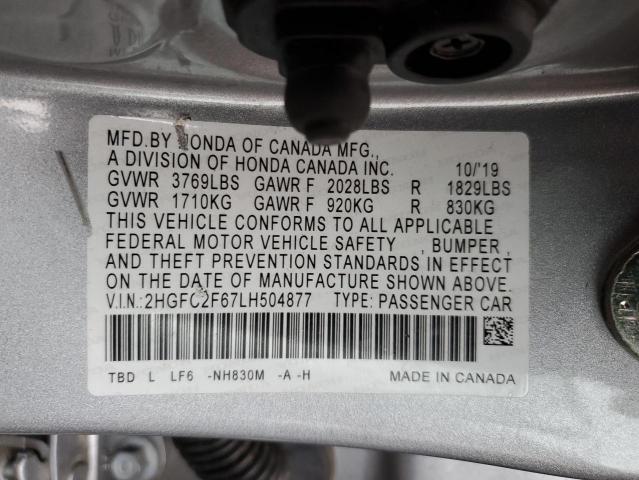 MFD.BY HONDA OF CANADA MFG.,
A DIVISION OF HONDA CANADA INC. 10/'19
GVWR 3769LBS GAWR F 2028LBS R 1829LBS
GVWR 1710KG GAWR F 920KG R 830KG
THIS VEHICLE CONFORMS TO ALL APPLICABLE
FEDERAL MOTOR VEHICLE SAFETY , BUMPER ,
AND THEFT PREVENTION STANDARDS IN EFFECT
ON THE DATE OF MANUFACTURE SHOWN ABOVE.
V.I.N.:2HGFC2F67LH504877 TYPE: PASSENGER CAR
TBD L LF6 -NH830M -A -H MADE IN CANADA